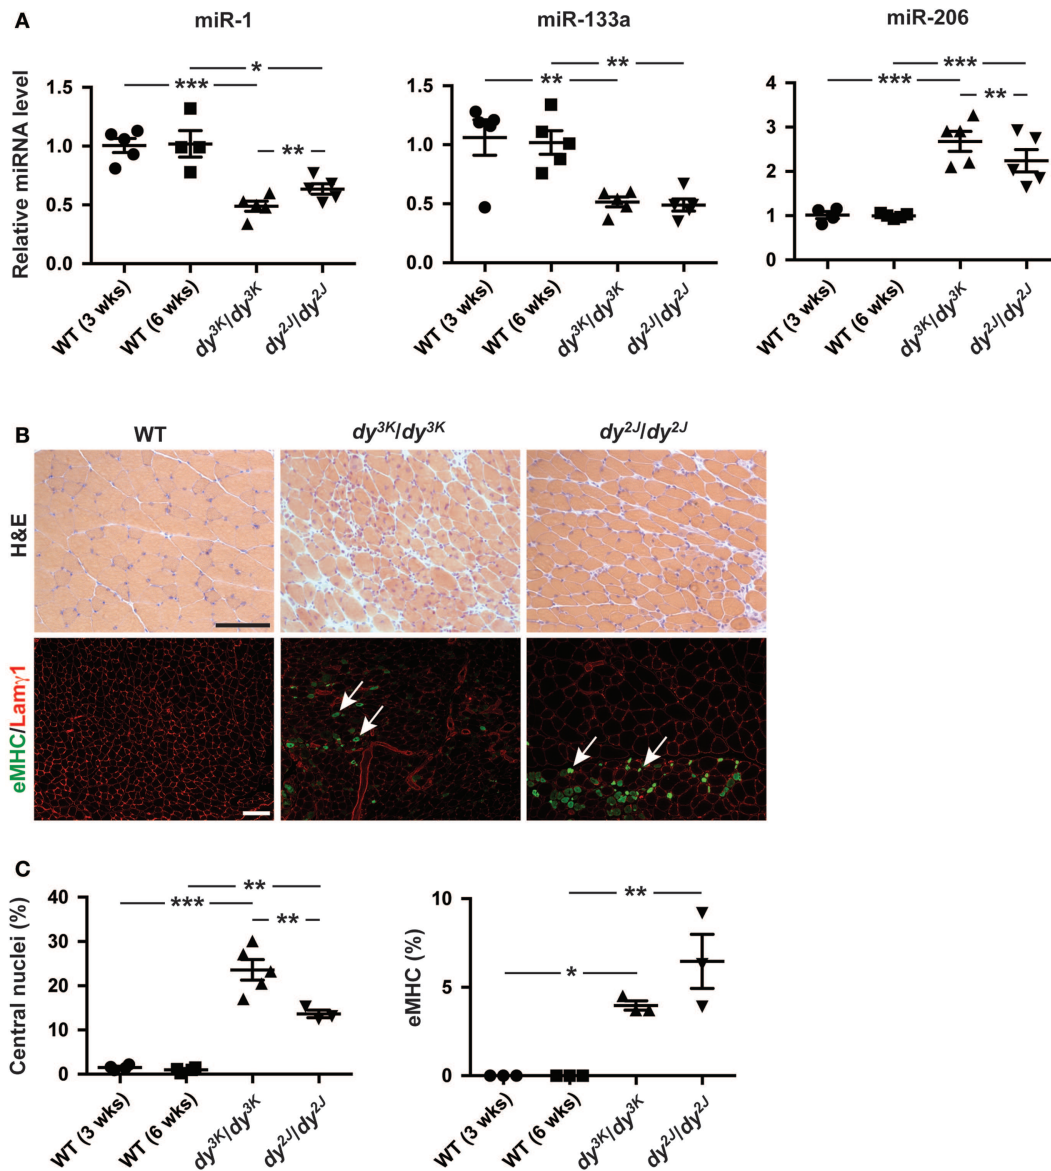 A
miR-1
miR-133a
miR-206
Relative miRNA level
*
***
**
1.5
1.0
0.5
0.0
WT (3 wks)
WT (6 wks)
dy3K/dy3K
dy2J/dy2J
**
**
1.5
1.0
0.5
0.0
WT (3 wks)
WT (6 wks)
dy3K/dy3K
dy2J/dy2J
***
***
**
4
3
2
1
0
WT (3 wks)
WT (6 wks)
dy3K/dy3K
dy2J/dy2J
B
WT
dy3K/dy3K
dy2J/dy2J
H&E
eMHC/Lamγ1
C
Central nuclei (%)
**
***
**
40
30
20
10
0
WT (3 wks)
WT (6 wks)
dy3K/dy3K
dy2J/dy2J
eMHC (%)
**
*
10
5
0
WT (3 wks)
WT (6 wks)
dy3K/dy3K
dy2J/dy2J